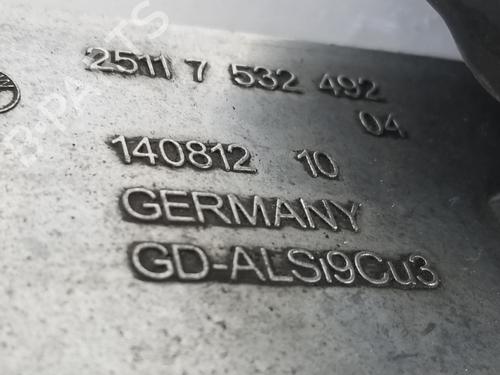 2511 7 532 492
04
140812 10
GERMANY
GD-ALSi9Cu3